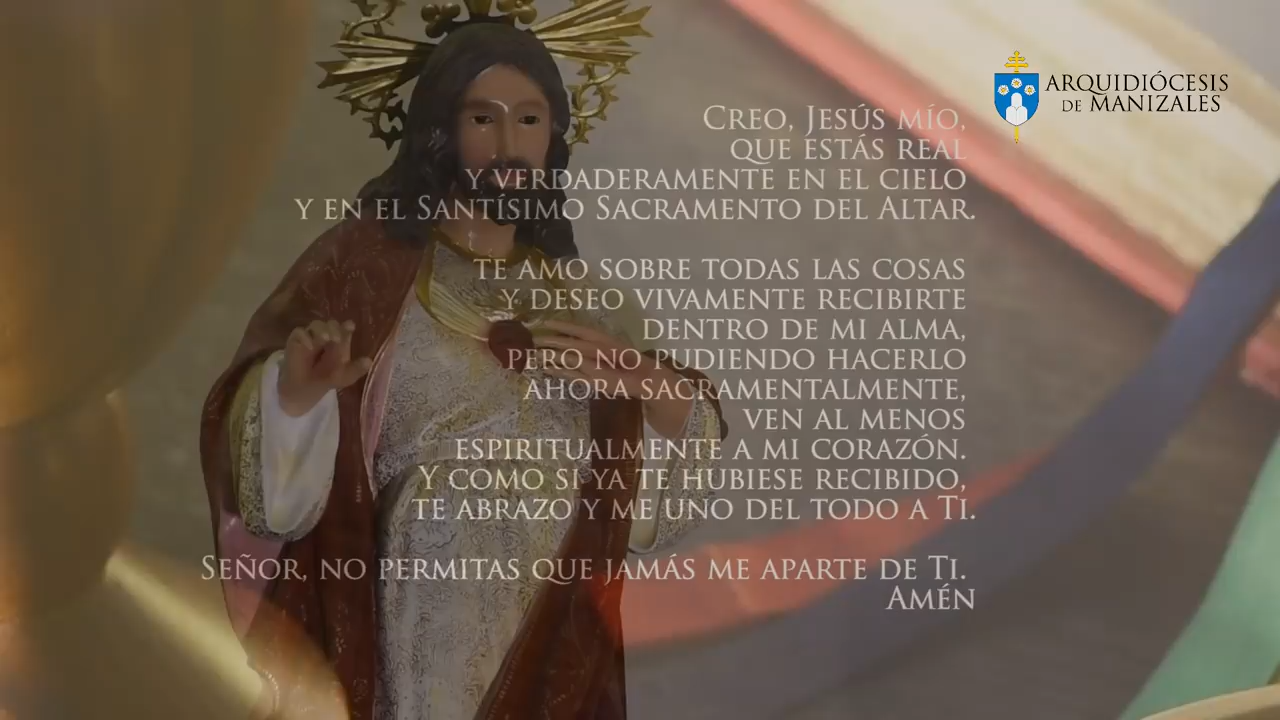 ARQUIDIÓCESIS
DE MANIZALES
CREO, JESÚS MÍO,
QUE ESTÁS REAL
Y VERDADERAMENTE EN EL CIELO
Y EN EL SANTÍSIMO SACRAMENTO DEL ALTAR.
TE AMO SOBRE TODAS LAS COSAS
Y DESEO VIVAMENTE RECIBIRTE
DENTRO DE MI ALMA,
PERO NO PUDIENDO HACERLO
AHORA SACRAMENTALMENTE,
VEN AL MENOS
ESPIRITUALMENTE A MI CORAZÓN.
Y COMO SI YA TE HUBIESE RECIBIDO,
TE ABRAZO Y ME UNO DEL TODO A TI.
SEÑOR, NO PERMITAS QUE JAMÁS ME APARTE DE TI.
AMÉN